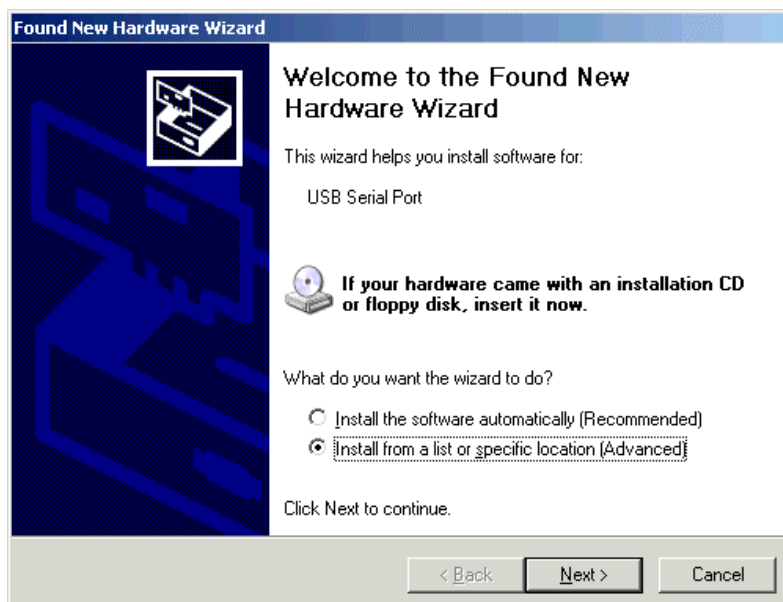 Found New Hardware Wizard
Welcome to the Found New
Hardware Wizard
This wizard helps you install software for:
USB Serial Port
If your hardware came with an installation CD
or floppy disk, insert it now.
What do you want the wizard to do?
Install the software automatically (Recommended)
Install from a list or specific location (Advanced)
Click Next to continue.
< Back
Next >
Cancel